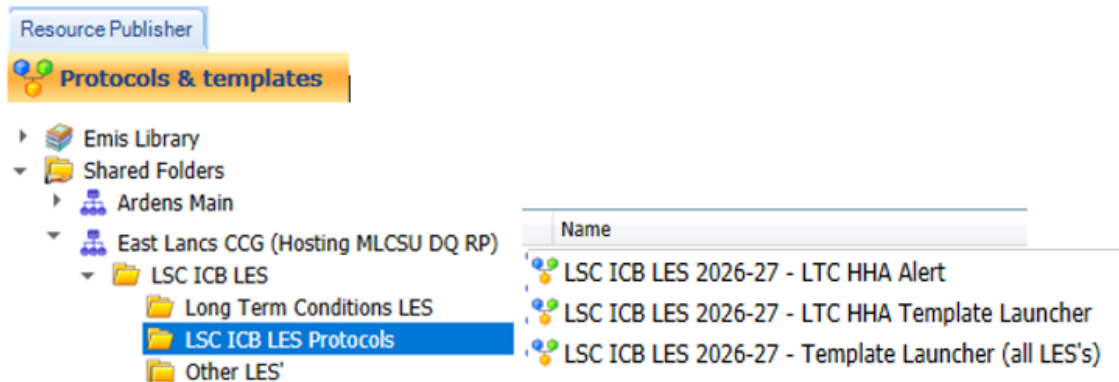 Resource Publisher
Protocols & templates
Emis Library
Shared Folders
Ardens Main
East Lancs CCG (Hosting MLCSU DQ RP)
LSC ICB LES
Long Term Conditions LES
LSC ICB LES Protocols
Other LES'
Name
LSC ICB LES 2026-27 - LTC HHA Alert
LSC ICB LES 2026-27 - LTC HHA Template Launcher
LSC ICB LES 2026-27 - Template Launcher (all LES's)